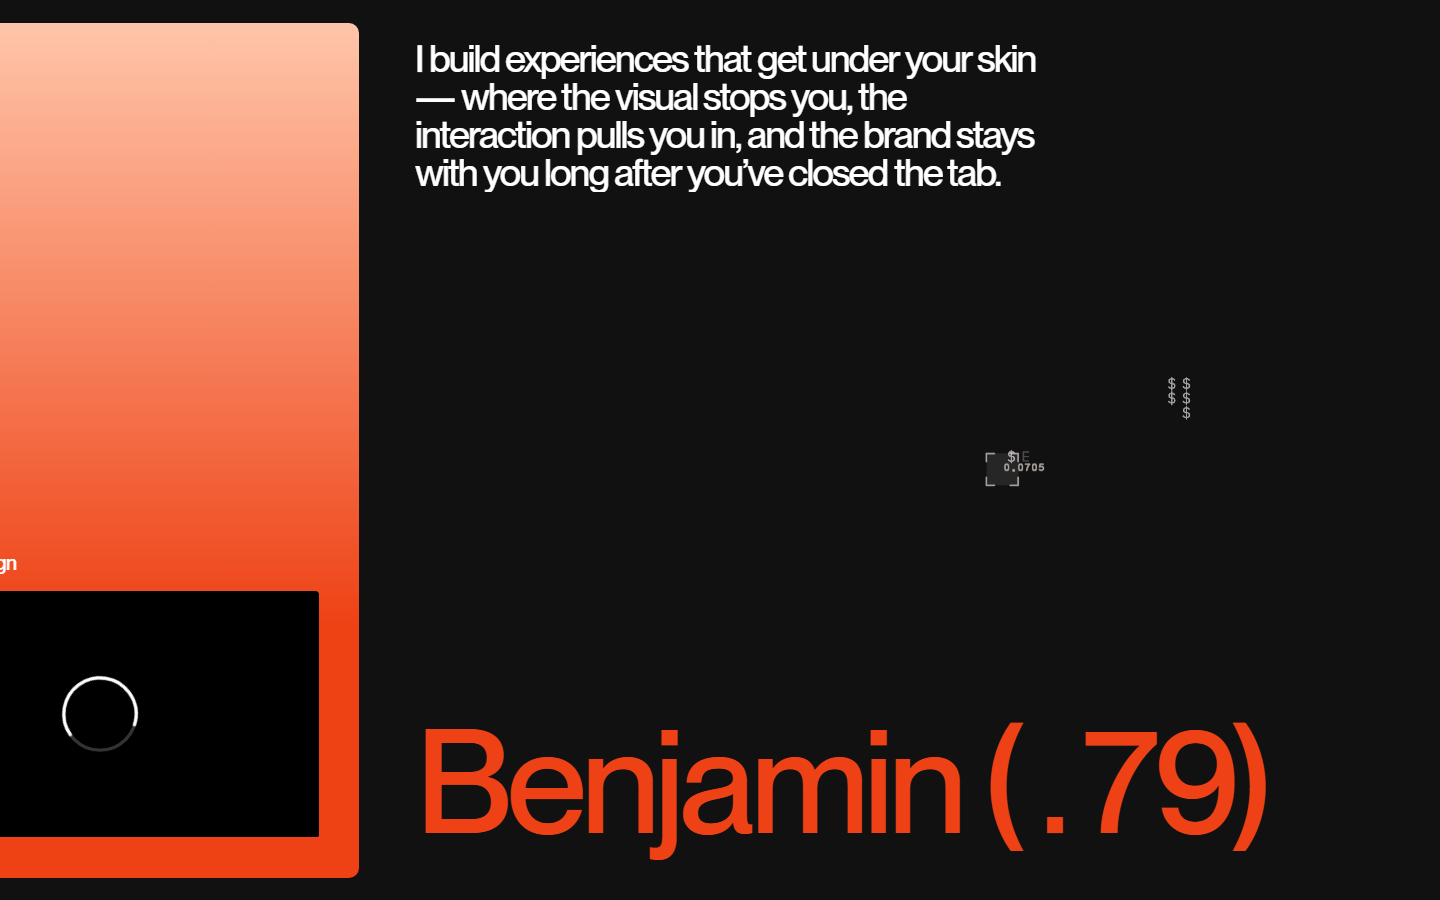 I build experiences that get under your skin
— where the visual stops you, the
interaction pulls you in, and the brand stays
with you long after you’ve closed the tab.
$ $
$ $
$
$ E
0.0705
gn
Benjamin (.79)